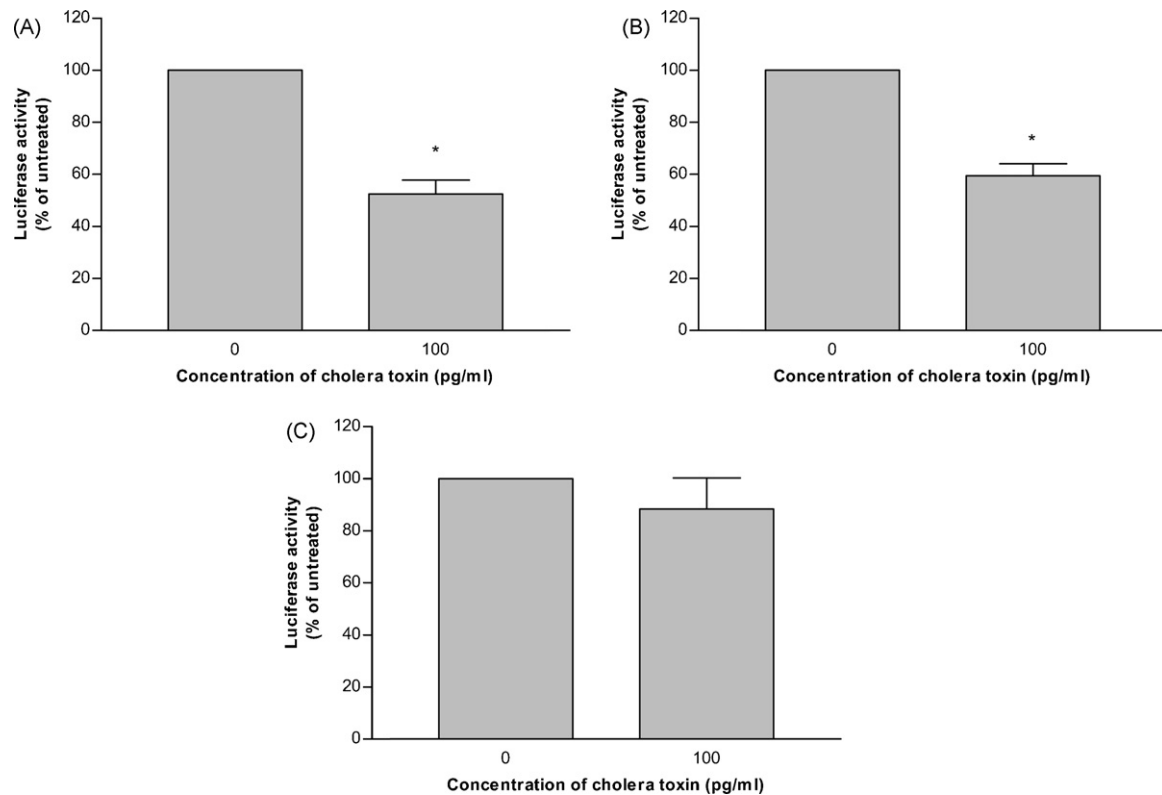 (A)
Luciferase activity
(% of untreated)
120
100
80
60
40
20
0
*
0 100
Concentration of cholera toxin (pg/ml)
(B)
Luciferase activity
(% of untreated)
120
100
80
60
40
20
0
*
0 100
Concentration of cholera toxin (pg/ml)
(C)
Luciferase activity
(% of untreated)
120
100
80
60
40
20
0
0 100
Concentration of cholera toxin (pg/ml)